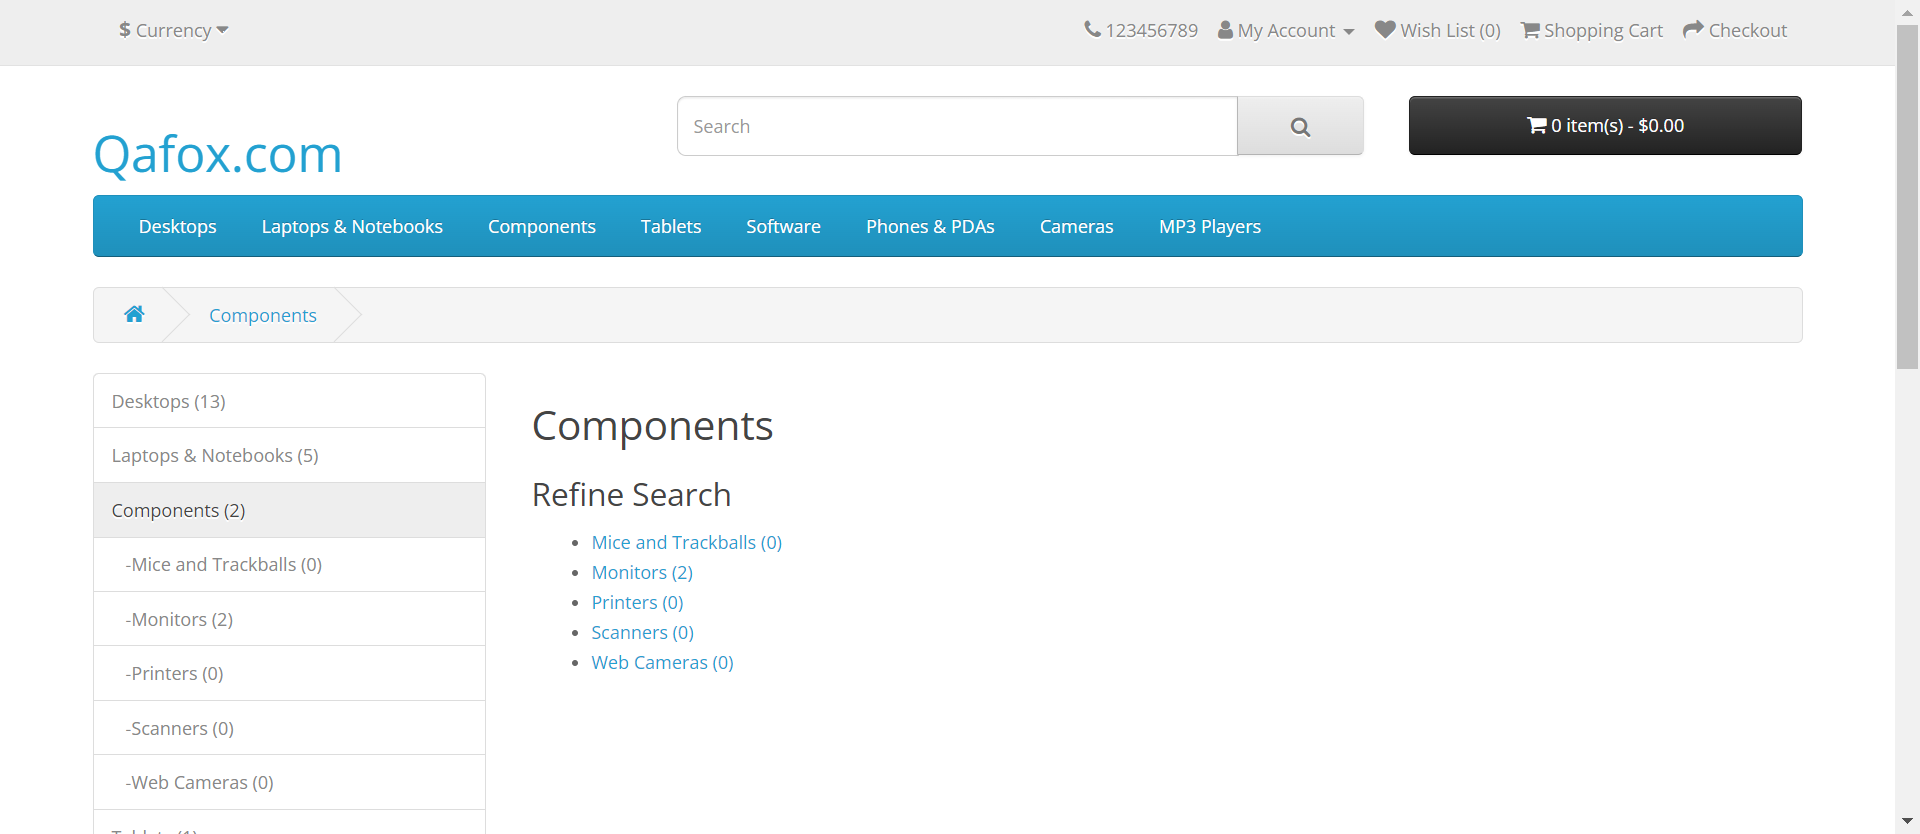 $ Currency
123456789 My Account Wish List (0) Shopping Cart Checkout
Search
0 item(s) - $0.00
Qafox.com
Desktops Laptops & Notebooks Components Tablets Software Phones & PDAs Cameras MP3 Players
Components
Desktops (13)
Laptops & Notebooks (5)
Components (2)
-Mice and Trackballs (0)
-Monitors (2)
-Printers (0)
-Scanners (0)
-Web Cameras (0)
Components
Refine Search
Mice and Trackballs (0)
Monitors (2)
Printers (0)
Scanners (0)
Web Cameras (0)